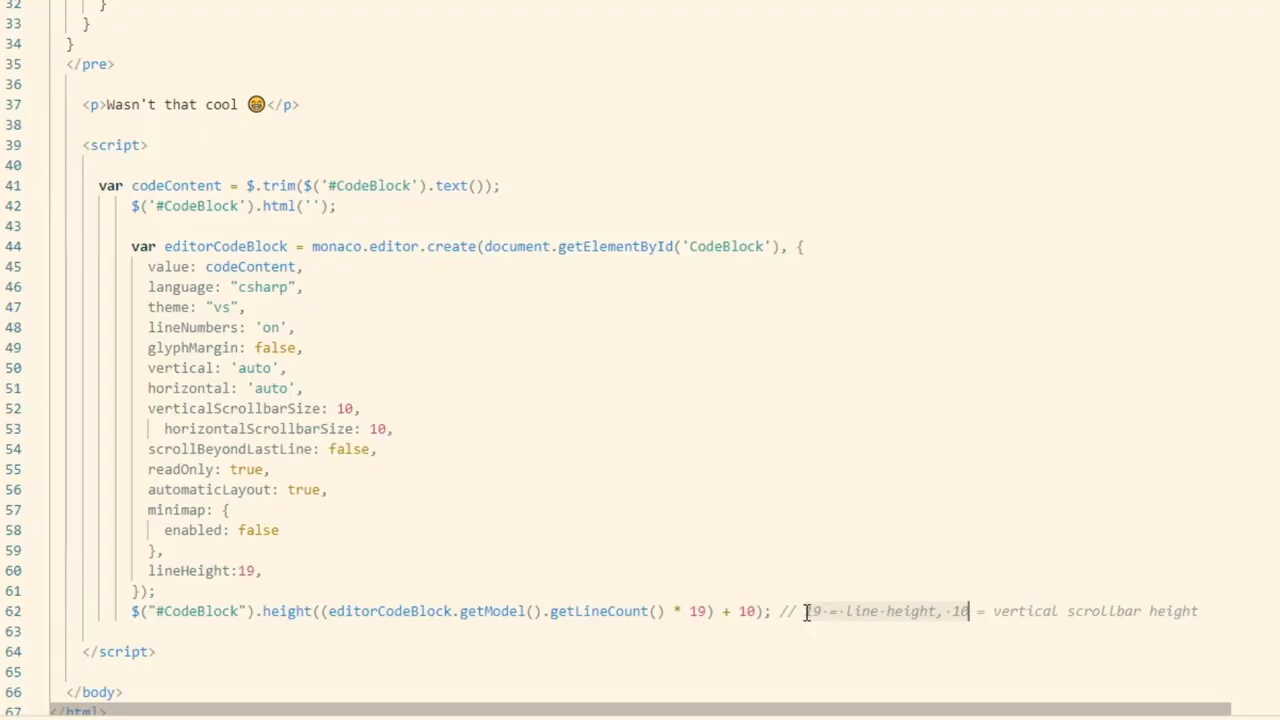 32 }
33 }
34 }
35 </pre>
36
37 <p>Wasn't that cool 😁</p>
38
39 <script>
40
41 var codeContent = $.trim($('#CodeBlock').text());
42 $('#CodeBlock').html('');
43
44 var editorCodeBlock = monaco.editor.create(document.getElementById('CodeBlock'), {
45 value: codeContent,
46 language: "csharp",
47 theme: "vs",
48 lineNumbers: 'on',
49 glyphMargin: false,
50 vertical: 'auto',
51 horizontal: 'auto',
52 verticalScrollbarSize: 10,
53 horizontalScrollbarSize: 10,
54 scrollBeyondLastLine: false,
55 readOnly: true,
56 automaticLayout: true,
57 minimap: {
58 enabled: false
59 },
60 lineHeight:19,
61 });
62 $("#CodeBlock").height((editorCodeBlock.getModel().getLineCount() * 19) + 10); // 19 = line height, 10 = vertical scrollbar height
63
64 </script>
65
66 </body>
67 </html>